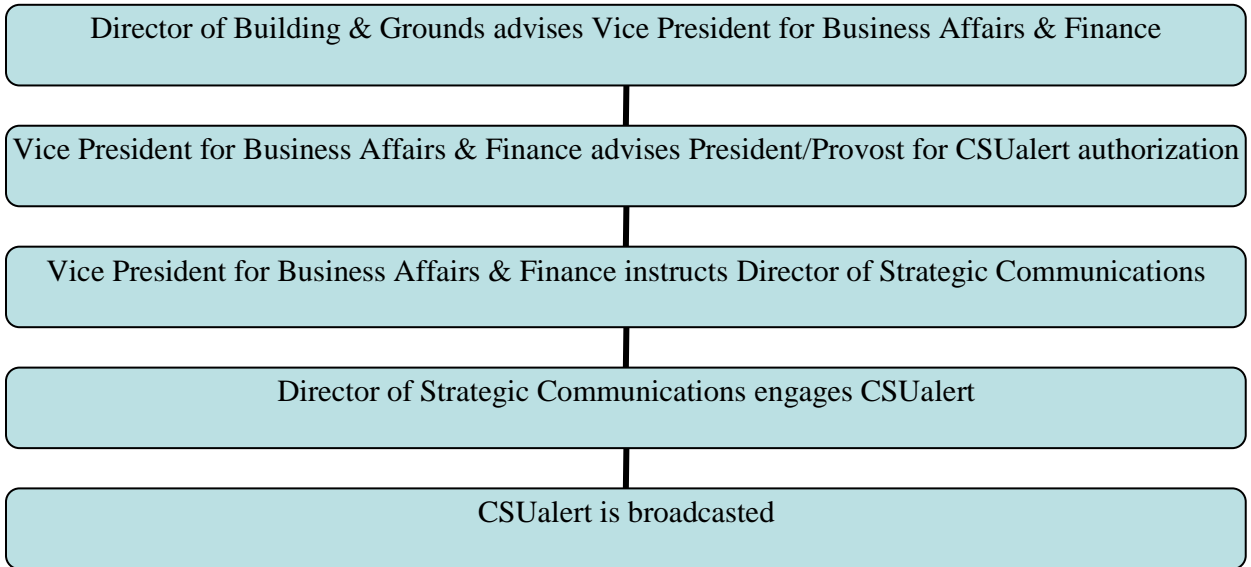 Director of Building & Grounds advises Vice President for Business Affairs & Finance
Vice President for Business Affairs & Finance advises President/Provost for CSUalert authorization
Vice President for Business Affairs & Finance instructs Director of Strategic Communications
Director of Strategic Communications engages CSUalert
CSUalert is broadcasted